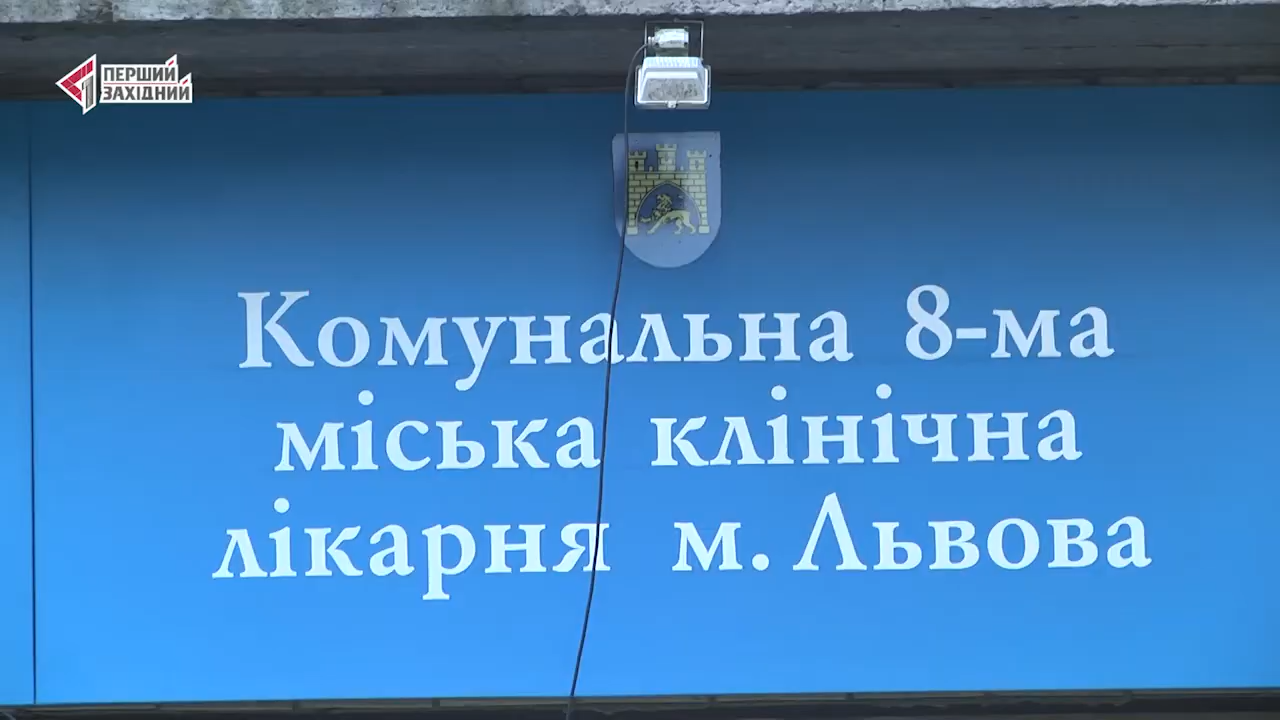 ПЕРШИЙ
ЗАХІДНИЙ
Комунальна 8-ма
міська клінічна
лікарня м. Львова